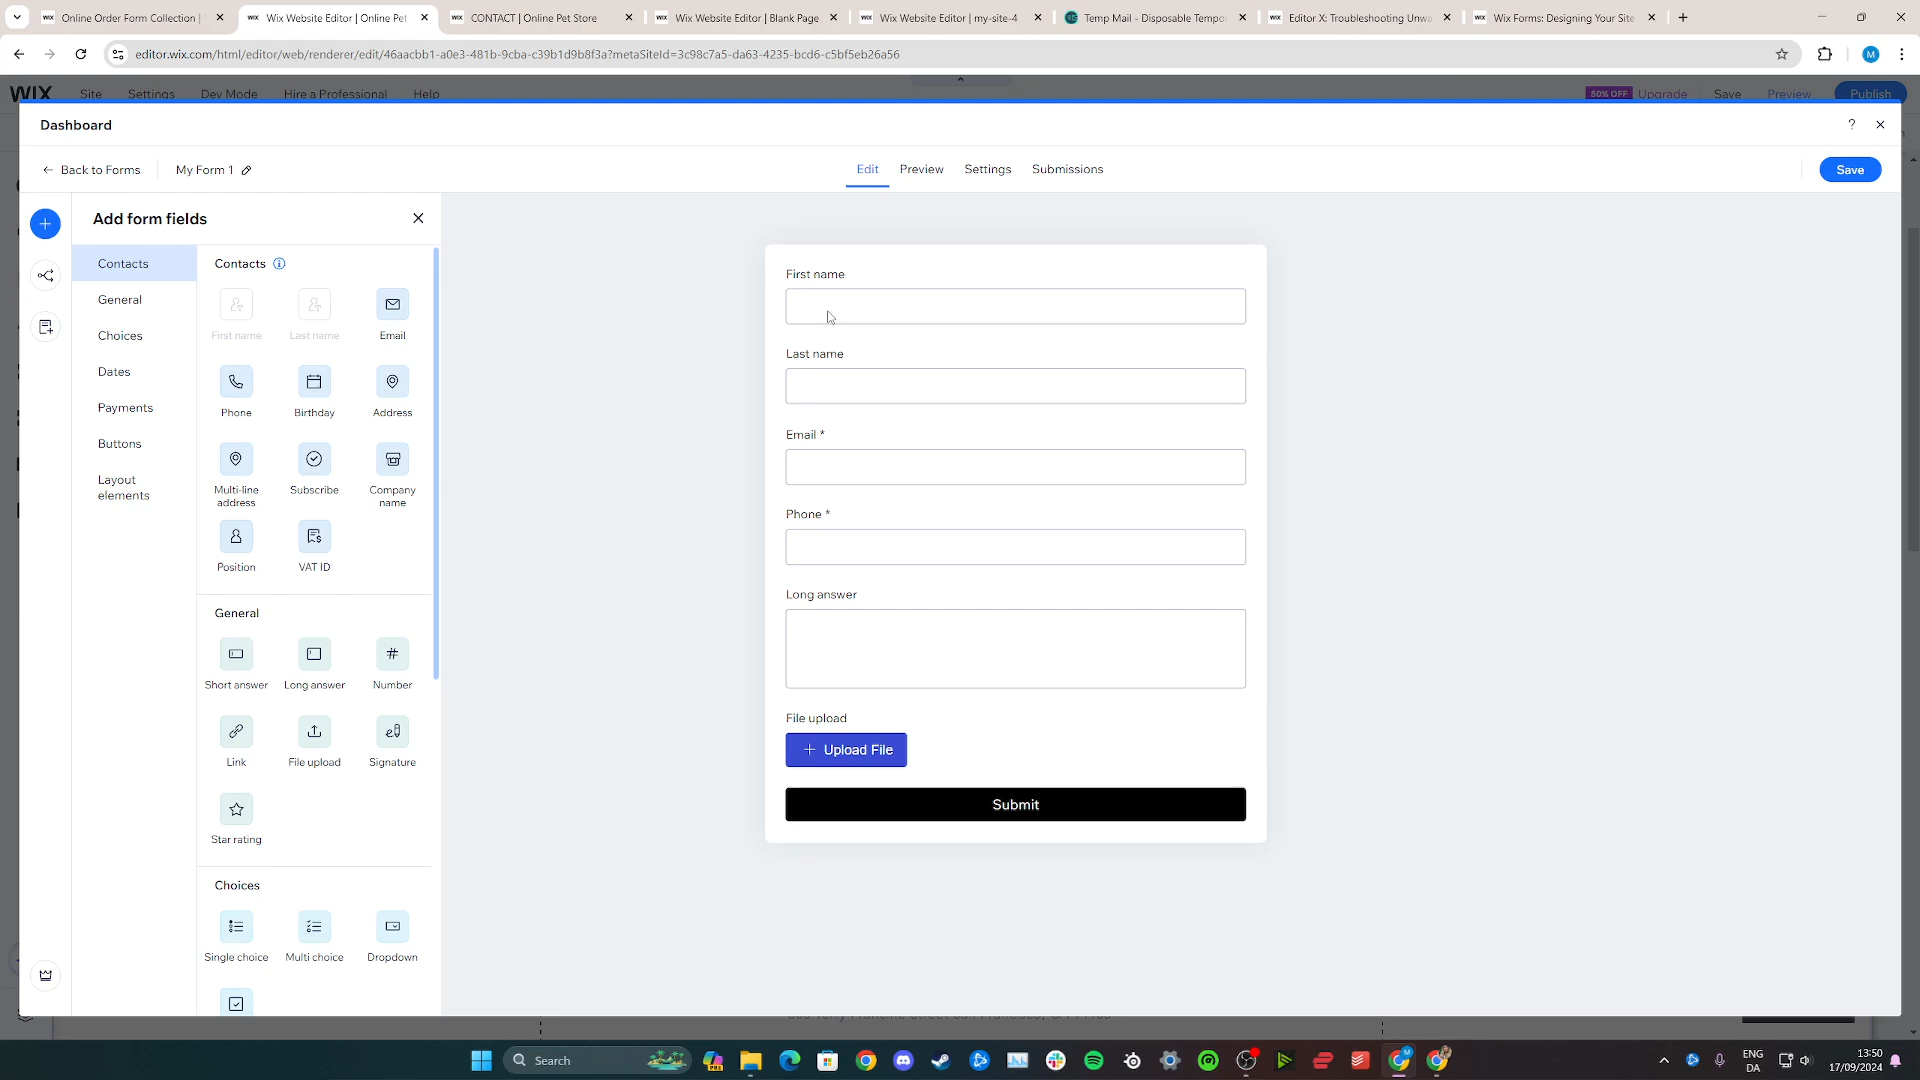 Online Order Form Collection |
Wix Website Editor | Online Pet
CONTACT | Online Pet Store
Wix Website Editor | Blank Page
Wix Website Editor | my-site-4
Temp Mail - Disposable Tempo
Editor X: Troubleshooting Unwa
Wix Forms: Designing Your Site
editor.wix.com/html/editor/web/renderer/edit/46aacbb1-a0e3-481b-9cba-c39b1d9b8f3a?metaSiteId=3c98c7a5-da63-4235-bcd6-c5bf5eb26a56
M
WIX Site Settings Dev Mode Hire a Professional Help 50% OFF Upgrade Save Preview Publish
Dashboard
?
Back to Forms My Form 1 Edit Preview Settings Submissions Save
Add form fields
Contacts
General
Choices
Dates
Payments
Buttons
Layout
elements
Contacts
First name Last name Email
Phone Birthday Address
Multi-line
address
Subscribe
Company
name
Position VAT ID
General
Short answer Long answer Number
Link File upload Signature
Star rating
Choices
Single choice Multi choice Dropdown
First name
Last name
Email *
Phone *
Long answer
File upload
+ Upload File
Submit
Search
ENG
DA
13:50
17/09/2024